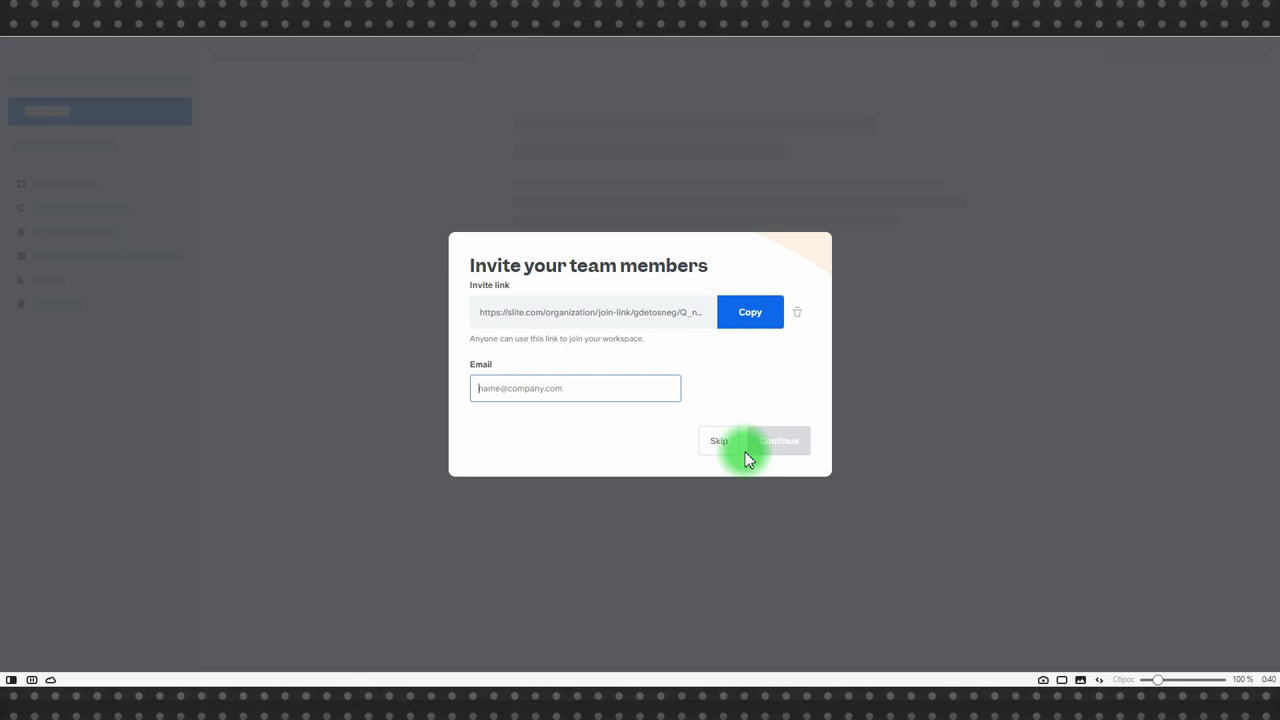 Invite your team members
Invite link
https://slite.com/organization/join-link/gdetosneg/Q_n...
Copy
Anyone can use this link to join your workspace.
Email
name@company.com
Skip
Continue
Сброс
100 %
0:40